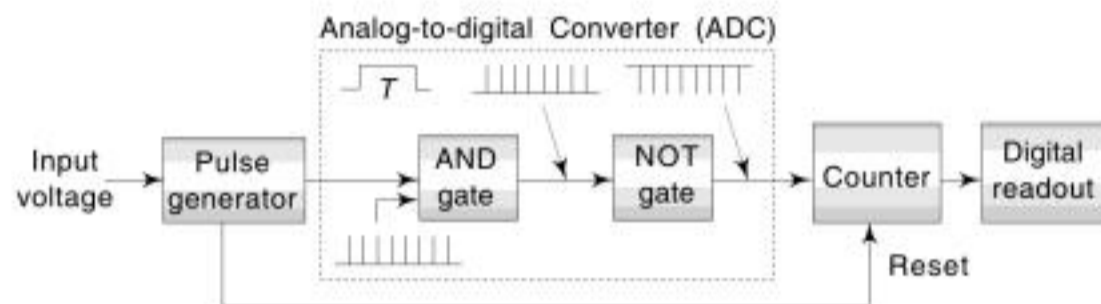 Analog-to-digital Converter (ADC)
T
Input
voltage
Pulse
generator
AND
gate
NOT
gate
Counter
Digital
readout
Reset